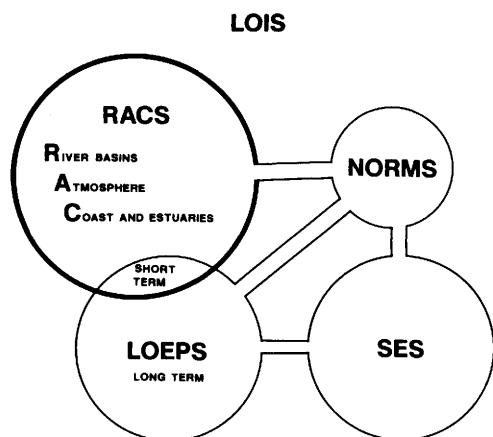 LOIS
RACS
RIVER BASINS
ATMOSPHERE
COAST AND ESTUARIES
NORMS
SHORT
TERM
LOEPS
LONG TERM
SES